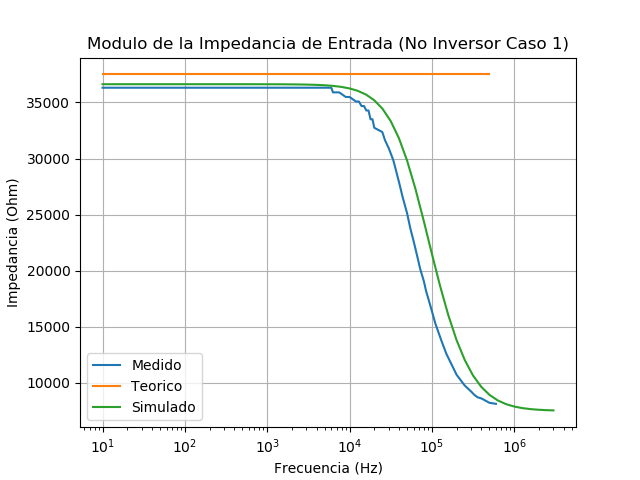 Modulo de la Impedancia de Entrada (No Inversor Caso 1)
Impedancia (Ohm)
35000
30000
25000
20000
15000
10000
Medido
Teorico
Simulado
10¹ 10² 10³ 10⁴ 10⁵ 10⁶
Frecuencia (Hz)